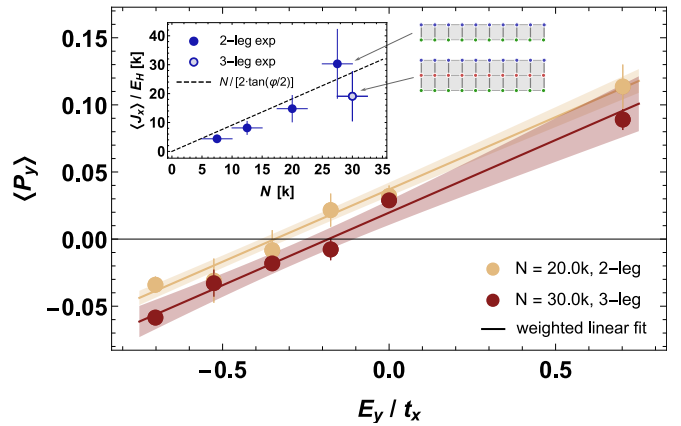 0.15
0.10
0.05
0.00
-0.05
⟨P_y⟩
-0.5
0.0
0.5
E_y / t_x
40
30
20
10
0
⟨J_x⟩ / E_H [k]
2-leg exp
3-leg exp
N / [2·tan(φ/2)]
0 5 10 15 20 25 30 35
N [k]
N = 20.0k, 2-leg
N = 30.0k, 3-leg
weighted linear fit